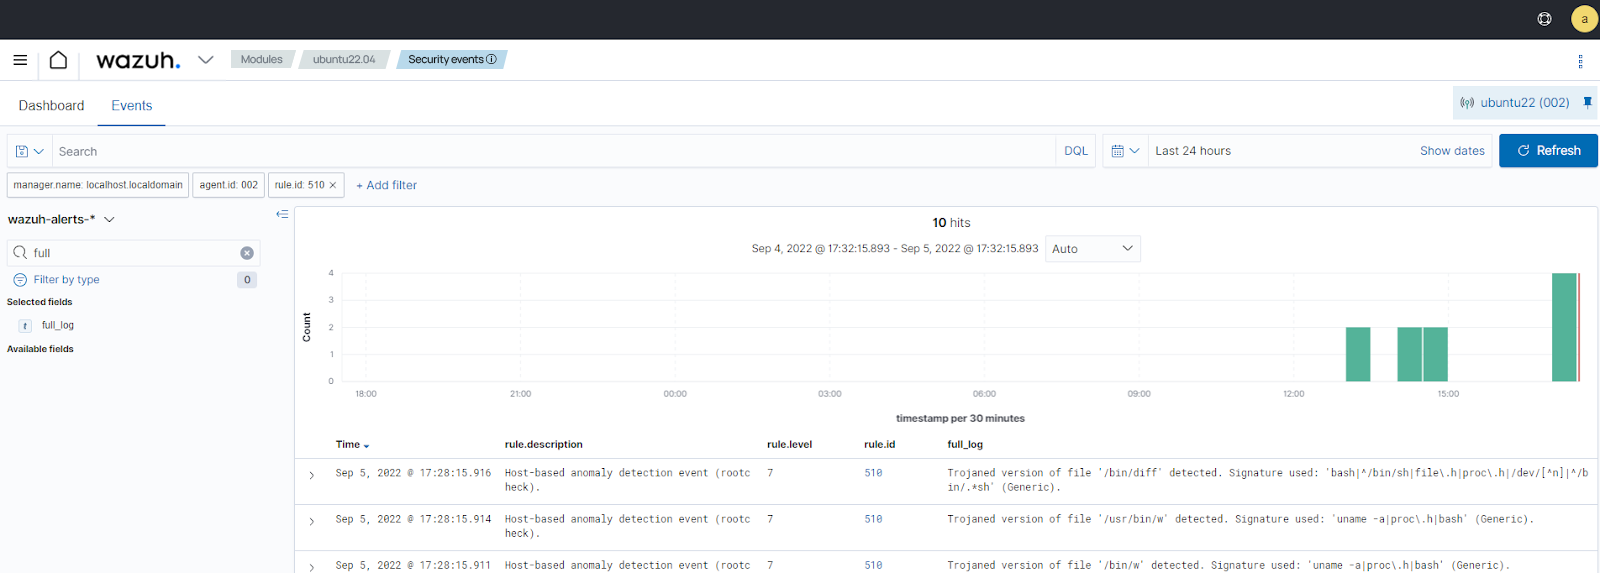 a
wazuh.
Modules
ubuntu22.04
Security events
Dashboard
Events
ubuntu22 (002)
Search
DQL
Last 24 hours
Show dates
Refresh
manager.name: localhost.localdomain
agent.id: 002
rule.id: 510 ×
+ Add filter
wazuh-alerts-*
full
Filter by type
0
Selected fields
t full_log
Available fields
10 hits
Sep 4, 2022 @ 17:32:15.893 - Sep 5, 2022 @ 17:32:15.893
Auto
Count
4
3
2
1
0
18:00 21:00 00:00 03:00 06:00 09:00 12:00 15:00
timestamp per 30 minutes
Time rule.description rule.level rule.id full_log
Sep 5, 2022 @ 17:28:15.916 Host-based anomaly detection event (rootc 7 510 Trojaned version of file '/bin/diff' detected. Signature used: 'bash|^/bin/sh|file\.h|proc\.h|/dev/[^n]|^/b
heck). in/.*sh' (Generic).
Sep 5, 2022 @ 17:28:15.914 Host-based anomaly detection event (rootc 7 510 Trojaned version of file '/usr/bin/w' detected. Signature used: 'uname -a|proc\.h|bash' (Generic).
heck).
Sep 5, 2022 @ 17:28:15.911 Host-based anomaly detection event (rootc 7 510 Trojaned version of file '/bin/w' detected. Signature used: 'uname -a|proc\.h|bash' (Generic).